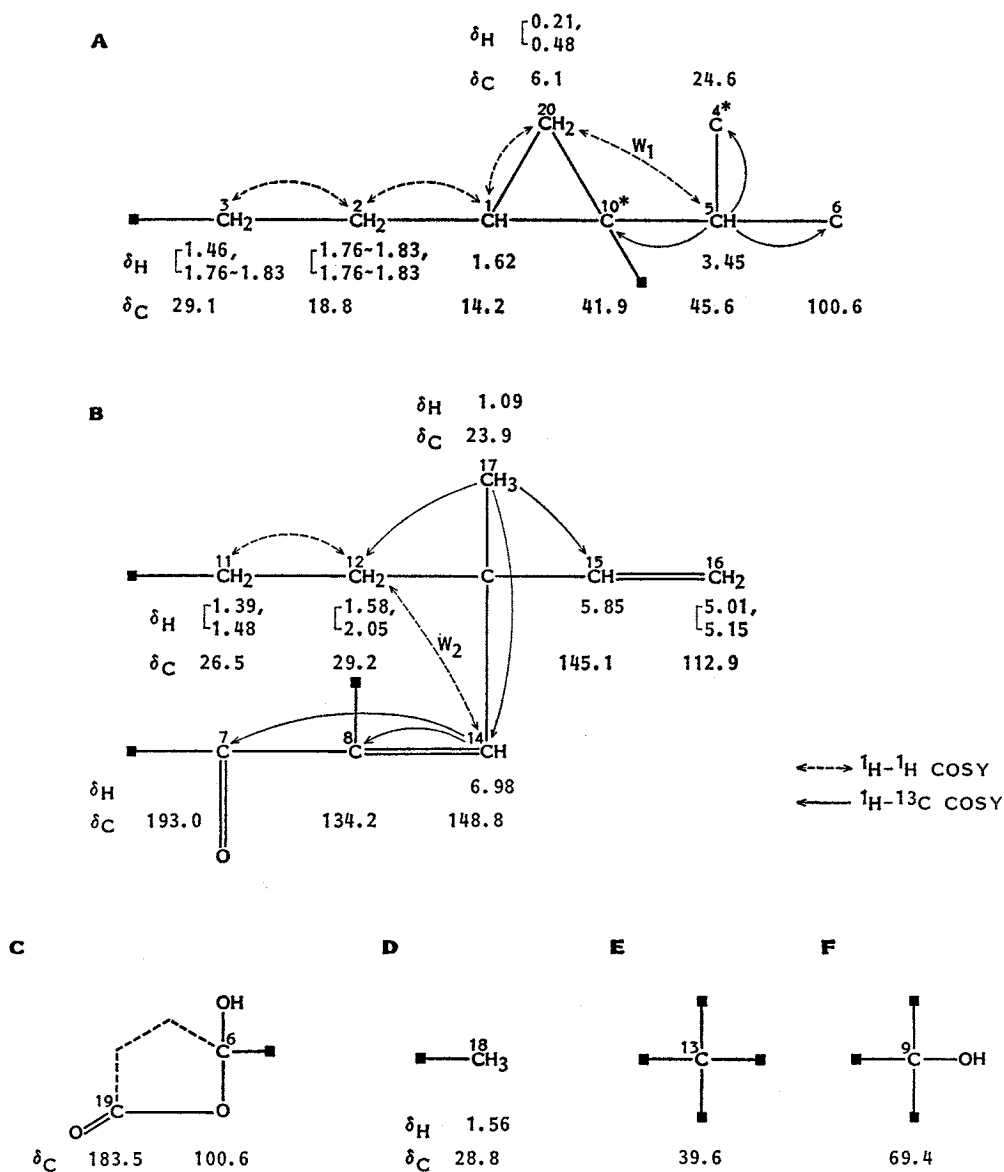 A
δH [0.21, 0.48
δC 6.1 24.6
20 4
CH2 C*
W1
3 2 1 10 5 6
CH2 CH2 CH C* CH C
δH [1.46, 1.76~1.83 [1.76~1.83, 1.76~1.83 1.62 3.45
δC 29.1 18.8 14.2 41.9 45.6 100.6
B
δH 1.09
δC 23.9
17
CH3
11 12 15 16
CH2 CH2 C CH CH2
δH [1.39, 1.48 [1.58, 2.05 5.85 [5.01, 5.15
W2
δC 26.5 29.2 145.1 112.9
7 8 14
C C CH
δH 6.98
δC 193.0 134.2 148.8
O
1H-1H COSY
1H-13C COSY
C
OH
6
C
19
C O
O
δC 183.5 100.6
D
18
CH3
δH 1.56
δC 28.8
E
13
C
39.6
F
9
C OH
69.4